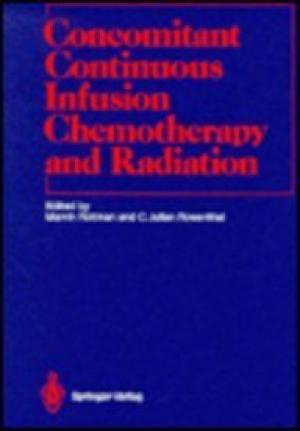 Concomitant
Continuous
Infusion
Chemotherapy
and Radiation
Edited by
Marvin Rotman and C. Julian Rosenthal
Springer-Verlag